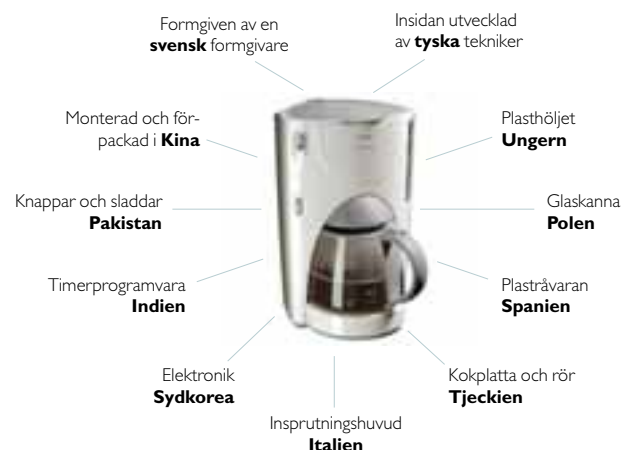 Formgiven av en
svensk formgivare
Insidan utvecklad
av tyska tekniker
Monterad och för-
packad i Kina
Plasthöljet
Ungern
Knappar och sladdar
Pakistan
Glaskanna
Polen
Timerprogramvara
Indien
Plastråvaran
Spanien
Elektronik
Sydkorea
Kokplatta och rör
Tjeckien
Insprutningshuvud
Italien